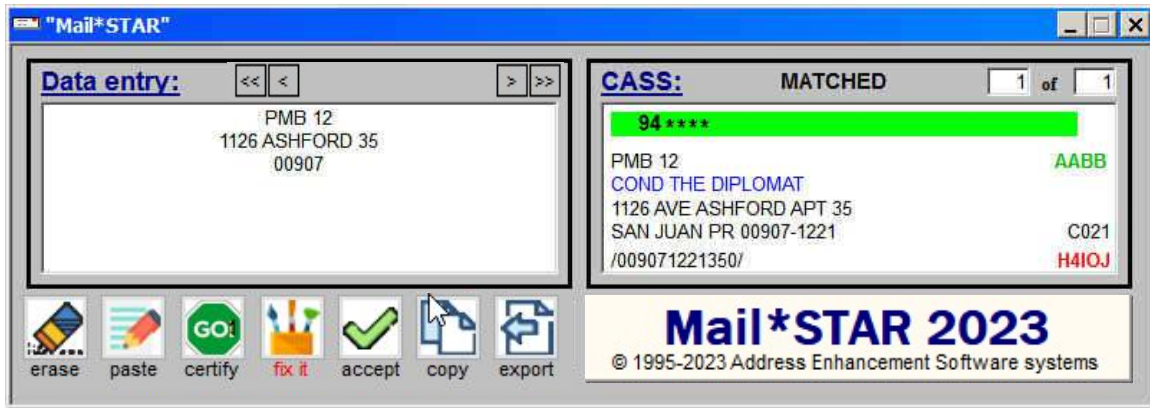 "Mail*STAR"
Data entry: << < > >>
PMB 12
1126 ASHFORD 35
00907
CASS: MATCHED 1 of 1
94****
PMB 12 AABB
COND THE DIPLOMAT
1126 AVE ASHFORD APT 35
SAN JUAN PR 00907-1221 C021
/009071221350/ H4IOJ
GO!
erase paste certify fix it accept copy export
Mail*STAR 2023
© 1995-2023 Address Enhancement Software systems